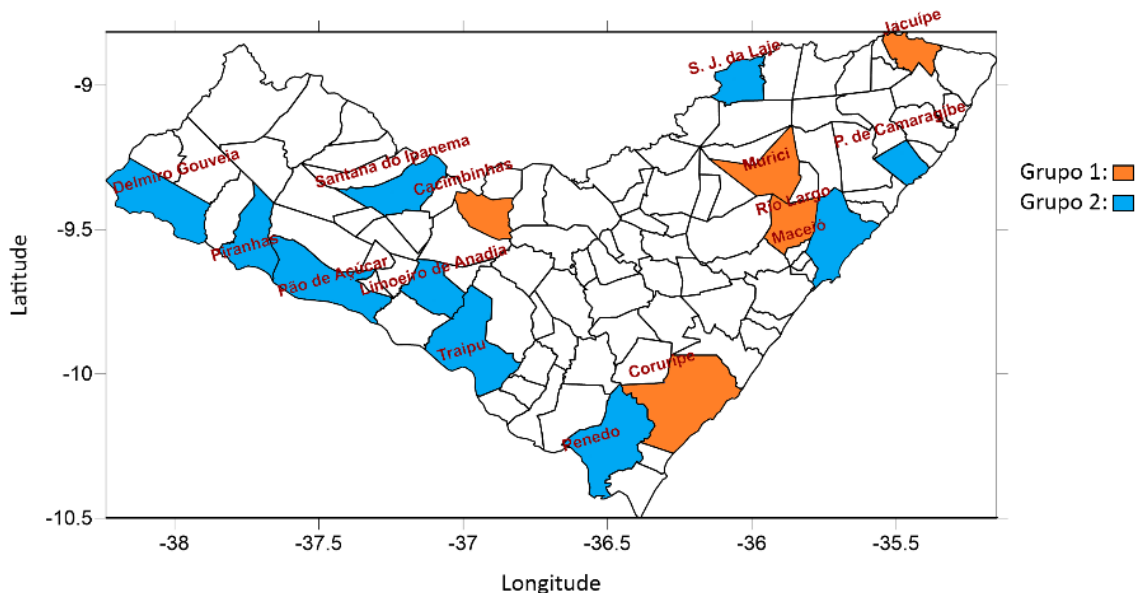 Jacuípe
S. J. da Laje
-9
P. de Camaragibe
Murici
Santana do Ipanema
Delmiro Gouveia
Cacimbinhas
Grupo 1:
Rio Largo
Grupo 2:
-9.5
Maceió
Piranhas
Limoeiro de Anadia
Pão de Açúcar
Latitude
Traipu
Coruripe
-10
Penedo
-10.5
-38
-37.5
-37
-36.5
-36
-35.5
Longitude